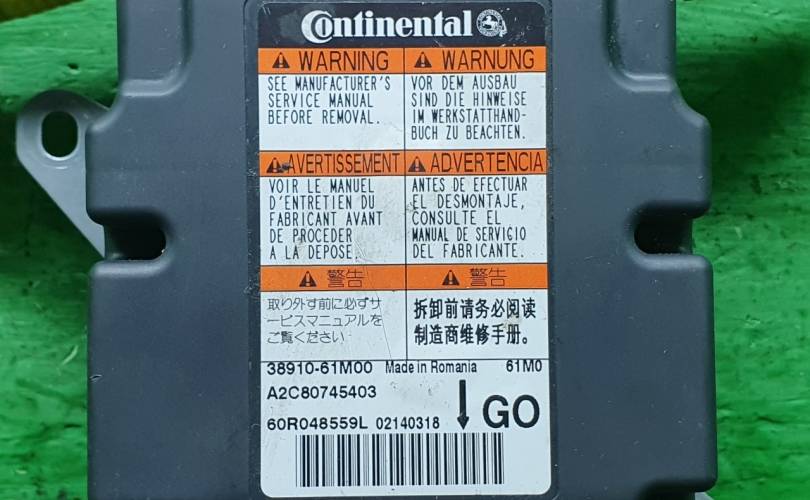 Continental
WARNING
SEE MANUFACTURER'S
SERVICE MANUAL
BEFORE REMOVAL.
WARNUNG
VOR DEM AUSBAU
SIND DIE HINWEISE
IM WERKSTATTHAND-
BUCH ZU BEACHTEN.
AVERTISSEMENT
VOIR LE MANUEL
D'ENTRETIEN DU
FABRICANT AVANT
DE PROCEDER
A LA DEPOSE.
ADVERTENCIA
ANTES DE EFECTUAR
EL DESMONTAJE,
CONSULTE EL
MANUAL DE SERVICIO
DEL FABRICANTE.
警告
取り外す前に必ずサ
ービスマニュアルを
ご覧ください
警告
拆卸前请务必阅读
制造商维修手册。
38910-61M00 Made in Romania 61M0
A2C80745403
60R048559L 02140318
GO